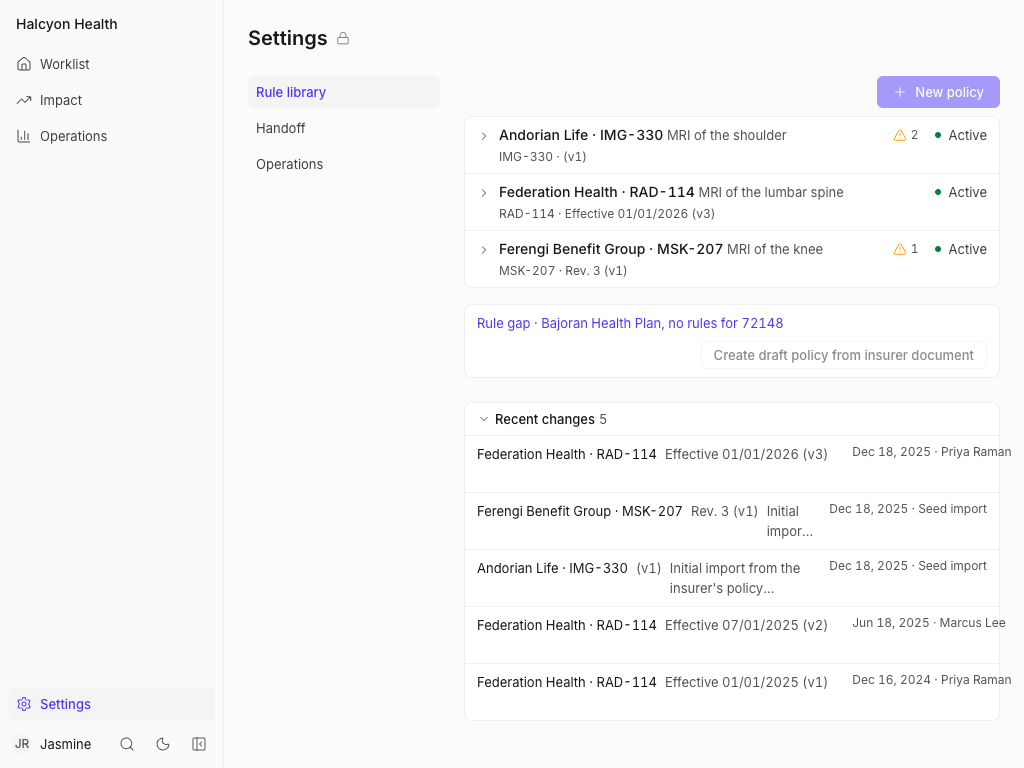 Halcyon Health
Worklist
Impact
Operations
Settings
JR Jasmine
Settings
Rule library
Handoff
Operations
New policy
Andorian Life · IMG-330 MRI of the shoulder 2 Active
IMG-330 · (v1)
Federation Health · RAD-114 MRI of the lumbar spine Active
RAD-114 · Effective 01/01/2026 (v3)
Ferengi Benefit Group · MSK-207 MRI of the knee 1 Active
MSK-207 · Rev. 3 (v1)
Rule gap · Bajoran Health Plan, no rules for 72148
Create draft policy from insurer document
Recent changes 5
Federation Health · RAD-114 Effective 01/01/2026 (v3) Dec 18, 2025 · Priya Raman
Ferengi Benefit Group · MSK-207 Rev. 3 (v1) Initial Dec 18, 2025 · Seed import
impor...
Andorian Life · IMG-330 (v1) Initial import from the Dec 18, 2025 · Seed import
insurer's policy...
Federation Health · RAD-114 Effective 07/01/2025 (v2) Jun 18, 2025 · Marcus Lee
Federation Health · RAD-114 Effective 01/01/2025 (v1) Dec 16, 2024 · Priya Raman